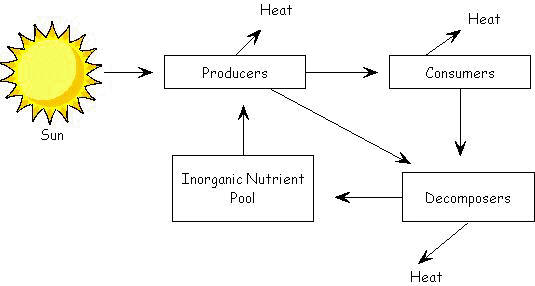 Heat
Heat
Producers
Consumers
Sun
Inorganic Nutrient
Pool
Decomposers
Heat